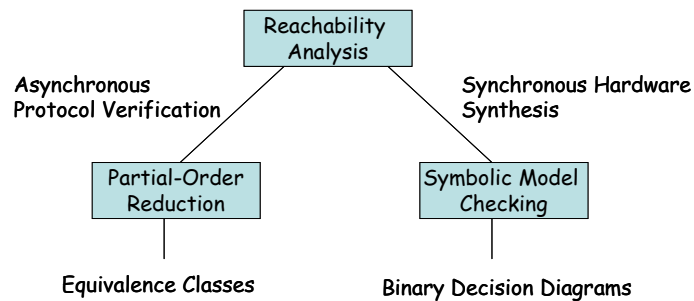 Reachability
Analysis
Asynchronous
Protocol Verification
Synchronous Hardware
Synthesis
Partial-Order
Reduction
Symbolic Model
Checking
Equivalence Classes
Binary Decision Diagrams